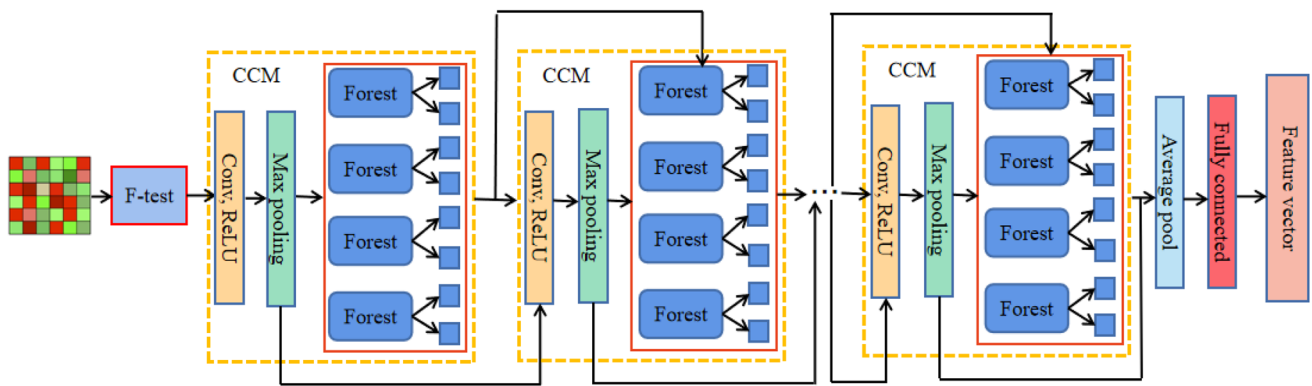 F-test
CCM
Conv, ReLU
Max pooling
Forest
Forest
Forest
Forest
CCM
Conv, ReLU
Max pooling
Forest
Forest
Forest
Forest
...
CCM
Conv, ReLU
Max pooling
Forest
Forest
Forest
Forest
Average pool
Fully connected
Feature vector